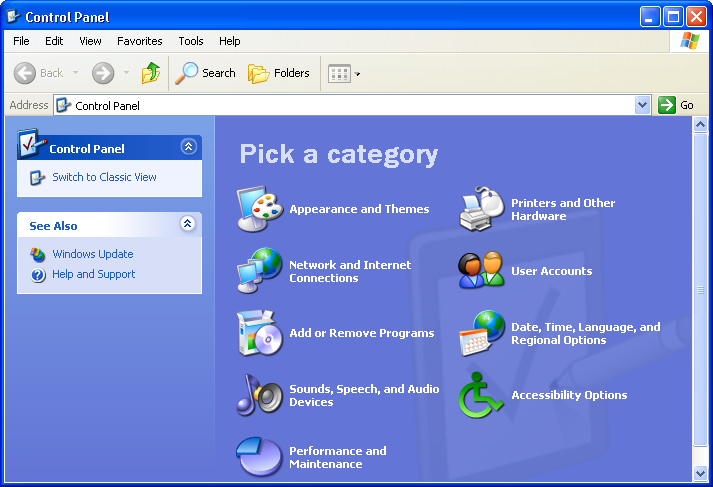 Control Panel
File Edit View Favorites Tools Help
Back Search Folders
Address Control Panel Go
Control Panel
Switch to Classic View
See Also
Windows Update
Help and Support
Pick a category
Appearance and Themes
Printers and Other
Hardware
Network and Internet
Connections
User Accounts
Add or Remove Programs
Date, Time, Language, and
Regional Options
Sounds, Speech, and Audio
Devices
Accessibility Options
Performance and
Maintenance